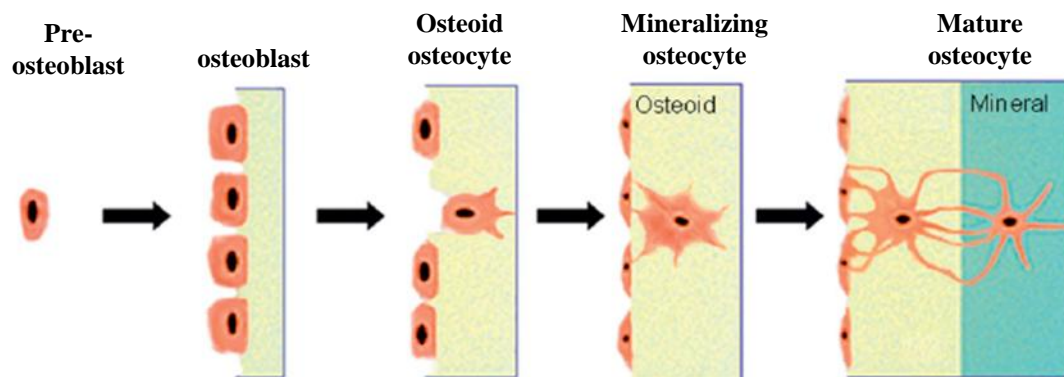 Pre-
osteoblast
osteoblast
Osteoid
osteocyte
Mineralizing
osteocyte
Mature
osteocyte
Osteoid
Mineral